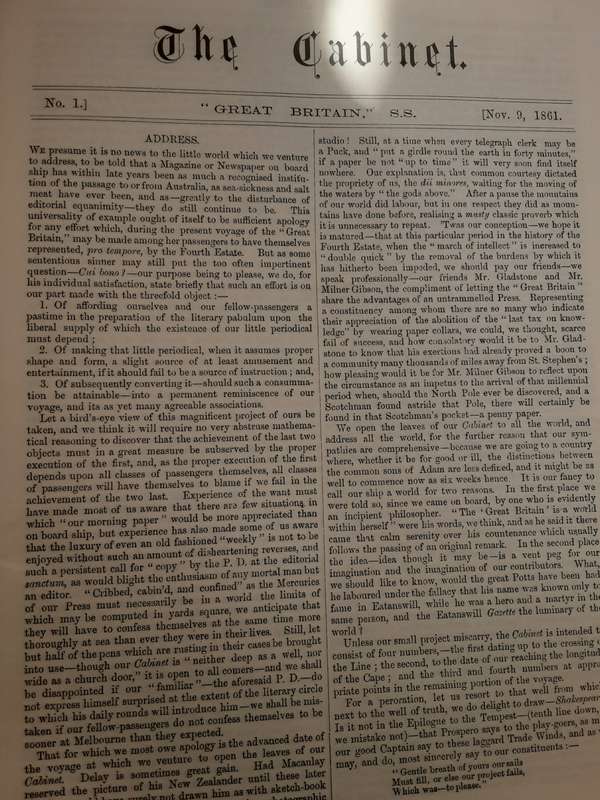 The Cabinet.
No. 1.]
"GREAT BRITAIN," S.S.
[Nov. 9, 1861.
ADDRESS.
WE presume it is no news to the little world which we venture
to address, to be told that a Magazine or Newspaper on board
ship has within late years been as much a recognised institu-
tion of the passage to or from Australia, as sea-sickness and salt
meat have ever been, and as—greatly to the disturbance of
editorial equanimity—they do still continue to be. This
universality of example ought of itself to be sufficient apology
for any effort which, during the present voyage of the "Great
Britain," may be made among her passengers to have themselves
represented, pro tempore, by the Fourth Estate. But as some
sententious sinner may still put the too often impertinent
question—Cui bono?—our purpose being to please, we do, for
his individual satisfaction, state briefly that such an effort is on
our part made with the threefold object:—
1. Of affording ourselves and our fellow-passengers a
pastime in the preparation of the literary pabulum upon the
liberal supply of which the existence of our little periodical
must depend;
2. Of making that little periodical, when it assumes proper
shape and form, a slight source of at least amusement and
entertainment, if it should fail to be a source of instruction; and,
3. Of subsequently converting it—should such a consumma-
tion be attainable—into a permanent reminiscence of our
voyage, and its as yet many agreeable associations.
Let a bird's-eye view of this magnificent project of ours be
taken, and we think it will require no very abstruse mathema-
tical reasoning to discover that the achievement of the last two
objects must in a great measure be subserved by the proper
execution of the first, and, as the proper execution of the first
depends upon all classes of passengers themselves, all classes
of passengers will have themselves to blame if we fail in the
achievement of the two last. Experience of the want must
have made most of us aware that there are few situations in
which "our morning paper" would be more appreciated than
on board ship, but experience has also made some of us aware
that the luxury of even an old fashioned "weekly" is not to be
enjoyed without such an amount of disheartening reverses, and
such a persistent call for "copy" by the P. D. at the editorial
sanctum, as would blight the enthusiasm of any mortal man but
an editor. "Cribbed, cabin'd, and confined" as the Mercuries
of our Press must necessarily be in a world the limits of
which may be computed in yards square, we anticipate that
they will have to confess themselves at the same time more
thoroughly at sea than ever they were in their lives. Still, let
but half of the pens which are rusting in their cases be brought
into use—though our Cabinet is "neither deep as a well, nor
wide as a church door," it is open to all comers—and we shall
be disappointed if our "familiar"—the aforesaid P. D.—do
not express himself surprised at the extent of the literary circle
to which his daily rounds will introduce him—we shall be mis-
taken if our fellow-passengers do not confess themselves to be
sooner at Melbourne than they expected.
That for which we most owe apology is the advanced date of
the voyage at which we venture to open the leaves of our
Cabinet. Delay is sometimes great gain. Had Macaulay
reserved the picture of his New Zealander until these later
surely not drawn him as with sketch-book
studio! Still, at a time when every telegraph clerk may be
a Puck, and "put a girdle round the earth in forty minutes,"
if a paper be not "up to time" it will very soon find itself
nowhere. Our explanation is, that common courtesy dictated
the propriety of us, the dii minores, waiting for the moving of
the waters by "the gods above." After a pause the mountains
of our world did labour, but in one respect they did as moun-
tains have done before, realising a musty classic proverb which
it is unnecessary to repeat. 'Twas our conception—we hope it
is matured—that at this particular period in the history of the
Fourth Estate, when the "march of intellect" is increased to
"double quick" by the removal of the burdens by which it
has hitherto been impeded, we should pay our friends—we
speak professionally—our friends Mr. Gladstone and Mr.
Milner Gibson, the compliment of letting the "Great Britain"
share the advantages of an untrammelled Press. Representing
a constituency among whom there are so many who indicate
their appreciation of the abolition of the "last tax on know-
ledge" by wearing paper collars, we could, we thought, scarce
fail of success, and how consolatory would it be to Mr. Glad-
stone to know that his exertions had already proved a boon to
a community many thousands of miles away from St. Stephen's;
how pleasing would it be for Mr. Milner Gibson to reflect upon
the circumstance as an impetus to the arrival of that millennial
period when, should the North Pole ever be discovered, and a
Scotchman found astride that Pole, there will certainly be
found in that Scotchman's pocket—a penny paper.
We open the leaves of our Cabinet to all the world, and
address all the world, for the further reason that our sym-
pathies are comprehensive—because we are going to a country
where, whether it be for good or ill, the distinctions between
the common sons of Adam are less defined, and it might be as
well to commence now as six weeks hence. It is our fancy to
call our ship a world for two reasons. In the first place we
were told so, since we came on board, by one who is evidently
an incipient philosopher. "The 'Great Britain' is a world
within herself" were his words, we think, and as he said it there
came that calm serenity over his countenance which usually
follows the passing of an original remark. In the second place
the idea—idea though it may be—is a vent peg for our
imagination and the imagination of our contributors. What,
we should like to know, would the great Potts have been had
he laboured under the fallacy that his name was known only to
fame in Eatanswill, while he was a hero and a martyr in the
same person, and the Eatanswill Gazette the luminary of the
world?
Unless our small project miscarry, the Cabinet is intended t
consist of four numbers,—the first dating up to the crossing o
the Line; the second, to the date of our reaching the longitud
of the Cape; and the third and fourth numbers at appro
priate points in the remaining portion of the voyage.
For a peroration, let us resort to that well from whic
next to the well of truth, we do delight to draw—Shakespear
Is it not in the Epilogue to the Tempest—(tenth line down,
we mistake not)—that Prospero says to the play-goers, as m
our good Captain say to these laggard Trade Winds, and as
may, and do, most sincerely say to our constituents:—
"Gentle breath of yours our sails
Must fill, or else our project fails,
Which was—to please."